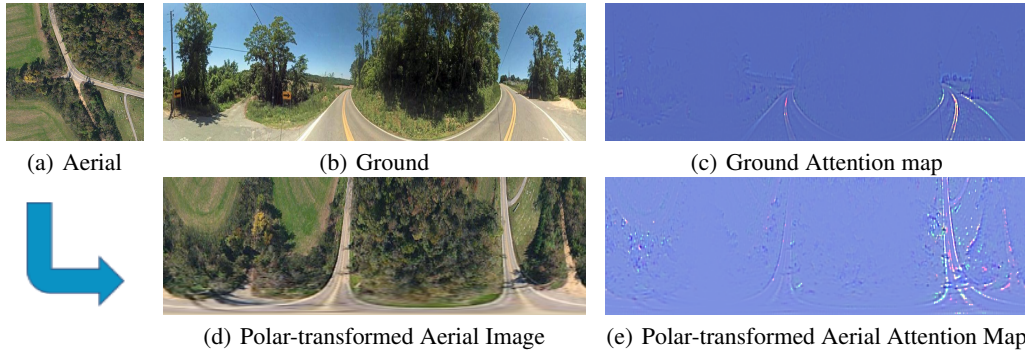 (a) Aerial
(b) Ground
(c) Ground Attention map
(d) Polar-transformed Aerial Image
(e) Polar-transformed Aerial Attention Map